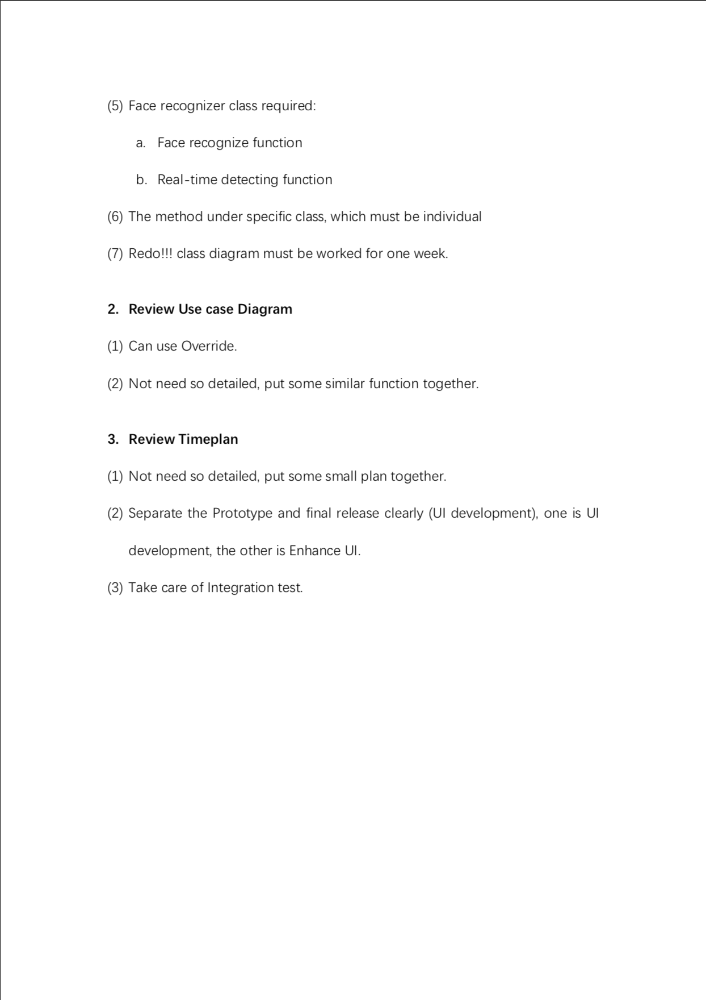 (5) Face recognizer class required:
a. Face recognize function
b. Real-time detecting function
(6) The method under specific class, which must be individual
(7) Redo!!! class diagram must be worked for one week.
2. Review Use case Diagram
(1) Can use Override.
(2) Not need so detailed, put some similar function together.
3. Review Timeplan
(1) Not need so detailed, put some small plan together.
(2) Separate the Prototype and final release clearly (UI development), one is UI
development, the other is Enhance UI.
(3) Take care of Integration test.